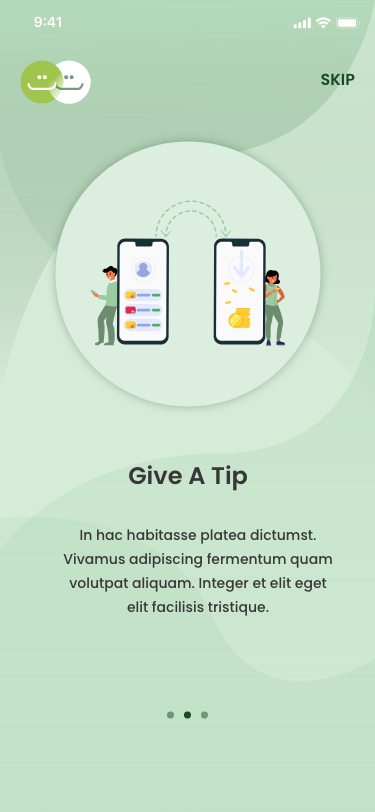 9:41
SKIP
Give A Tip
In hac habitasse platea dictumst.
Vivamus adipiscing fermentum quam
volutpat aliquam. Integer et elit eget
elit facilisis tristique.